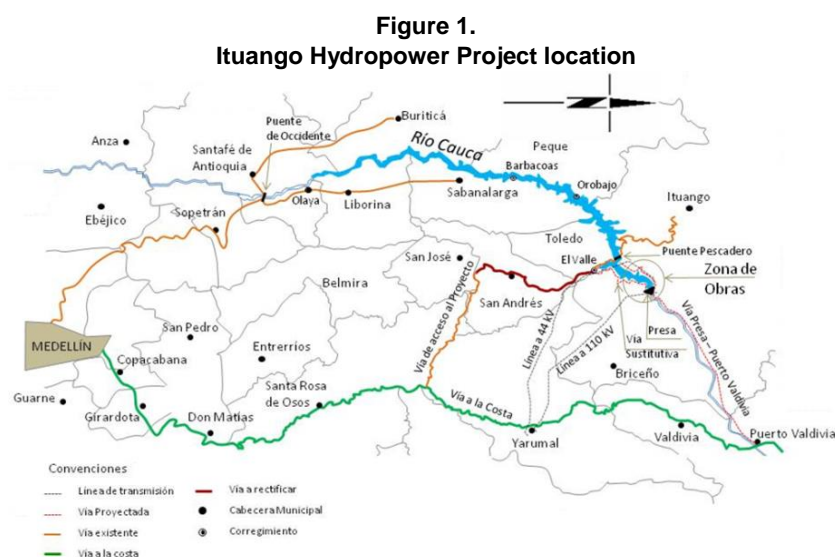 Figure 1.
Ituango Hydropower Project location
Buriticá
Puente
de Occidente
Anza
Santafé de
Antioquia
Río Cauca
Peque
Barbacoas
Orobajo
Sabanalarga
Ituango
Olaya
Liborina
Ebéjico
Sopetrán
Toledo
Puente Pescadero
San José
El Valle
Zona de
Obras
Belmira
San Andrés
Vía de acceso al Proyecto
Línea a 44 kV
Línea a 110 kV
Presa
Vía
Sustitutiva
Vía Presa – Puerto Valdivia
MEDELLÍN
San Pedro
Copacabana
Entrerríos
Briceño
Guarne
Girardota
Santa Rosa
de Osos
Don Matías
Vía a la Costa
Yarumal
Valdivia
Puerto Valdivia
Convenciones
Línea de transmisión
Vía a rectificar
Vía Proyectada
Cabecera Municipal
Vía existente
Corregimiento
Vía a la costa